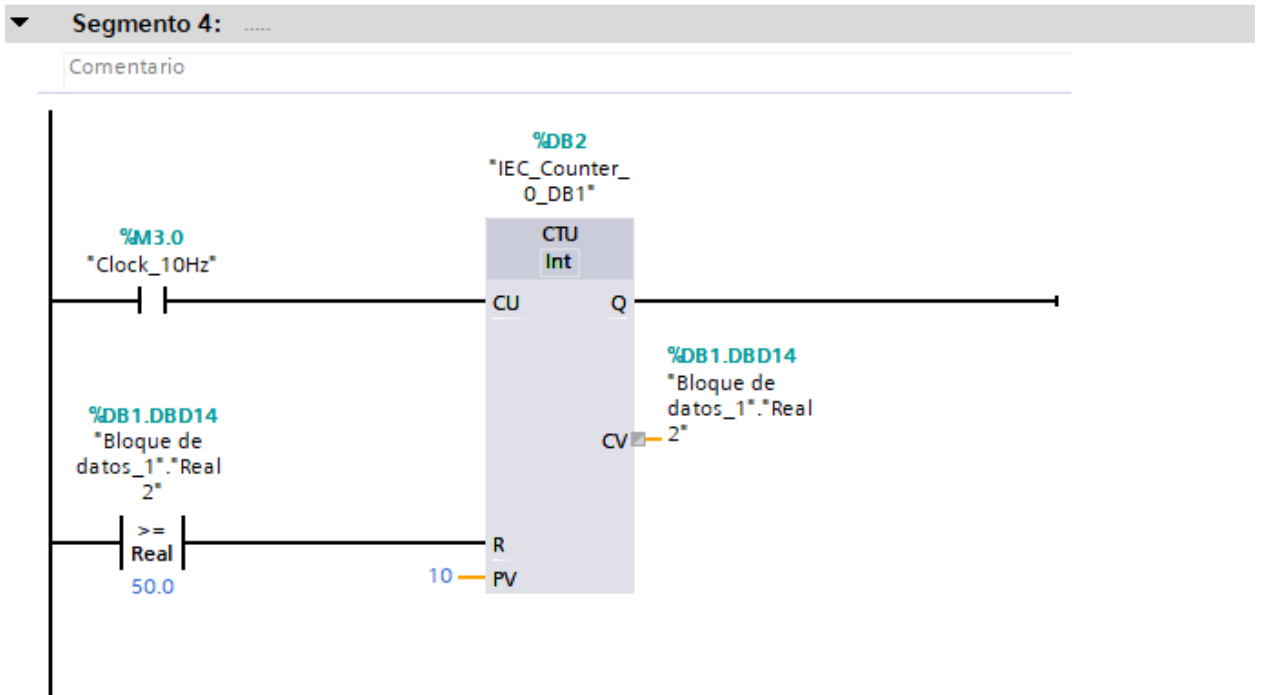 Segmento 4: .....
Comentario
%DB2
"IEC_Counter_
0_DB1"
CTU
Int
%M3.0
"Clock_10Hz"
CU
Q
%DB1.DBD14
"Bloque de
datos_1"."Real
2"
CV
%DB1.DBD14
"Bloque de
datos_1"."Real
2"
>=
Real
50.0
R
10
PV